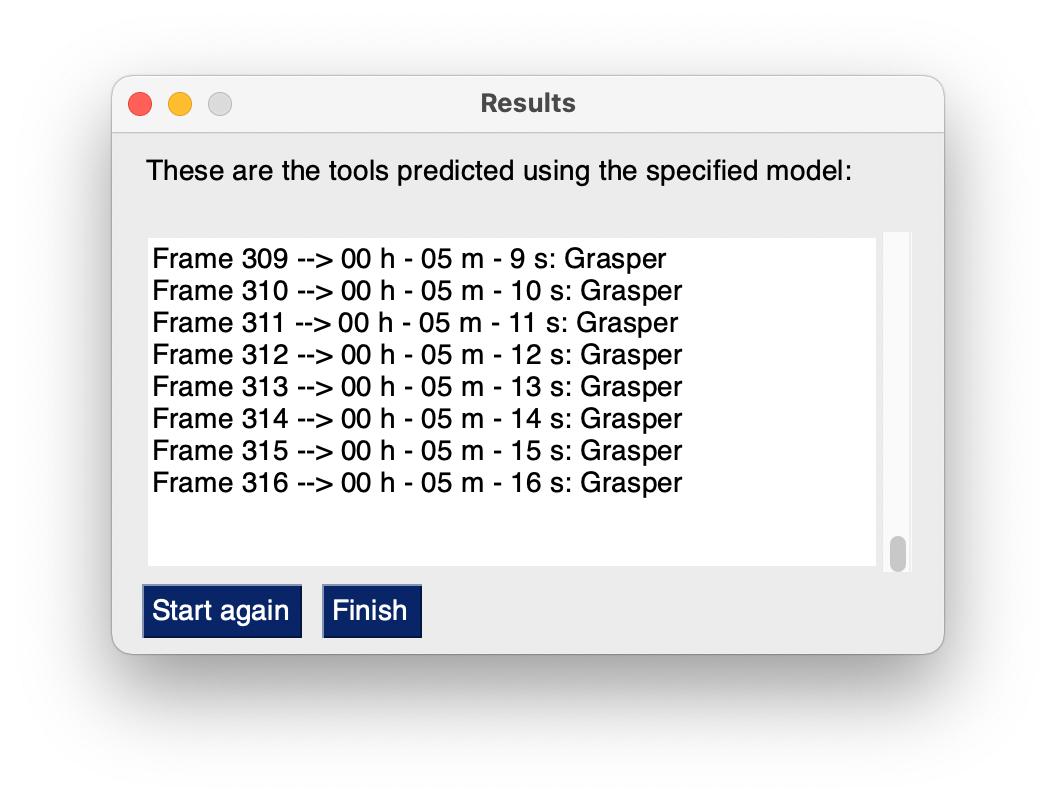 Results
These are the tools predicted using the specified model:
Frame 309 --> 00 h - 05 m - 9 s: Grasper
Frame 310 --> 00 h - 05 m - 10 s: Grasper
Frame 311 --> 00 h - 05 m - 11 s: Grasper
Frame 312 --> 00 h - 05 m - 12 s: Grasper
Frame 313 --> 00 h - 05 m - 13 s: Grasper
Frame 314 --> 00 h - 05 m - 14 s: Grasper
Frame 315 --> 00 h - 05 m - 15 s: Grasper
Frame 316 --> 00 h - 05 m - 16 s: Grasper
Start again Finish